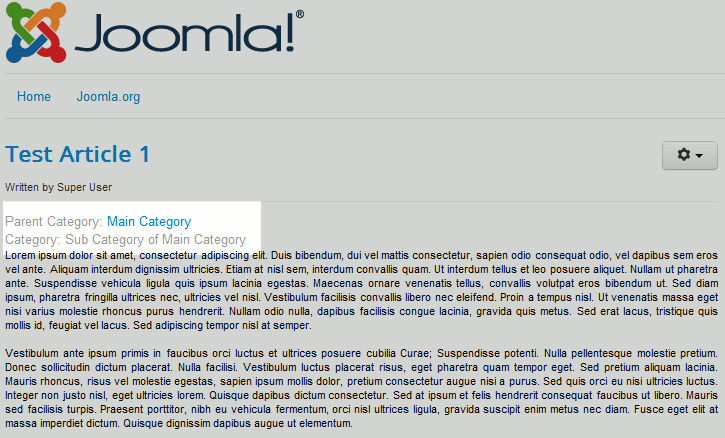 Joomla!®
Home Joomla.org
Test Article 1
Written by Super User
Parent Category: Main Category
Category: Sub Category of Main Category
Lorem ipsum dolor sit amet, consectetur adipiscing elit. Duis bibendum, dui vel mattis consectetur, sapien odio consequat odio, vel dapibus sem eros
vel ante. Aliquam interdum dignissim ultricies. Etiam at nisl sem, interdum convallis quam. Ut interdum tellus et leo posuere aliquet. Nullam ut pharetra
ante. Suspendisse vehicula ligula quis ipsum lacinia egestas. Maecenas ornare venenatis tellus, convallis volutpat eros bibendum ut. Sed diam
ipsum, pharetra fringilla ultrices nec, ultricies vel nisl. Vestibulum facilisis convallis libero nec eleifend. Proin a tempus nisl. Ut venenatis massa eget
nisi varius molestie rhoncus purus hendrerit. Nullam odio nulla, dapibus facilisis congue lacinia, gravida quis metus. Sed erat lacus, tristique quis
mollis id, feugiat vel lacus. Sed adipiscing tempor nisl at semper.
Vestibulum ante ipsum primis in faucibus orci luctus et ultrices posuere cubilia Curae; Suspendisse potenti. Nulla pellentesque molestie pretium.
Donec sollicitudin dictum placerat. Nulla facilisi. Vestibulum luctus placerat risus, eget pharetra quam tempor eget. Sed pretium aliquam lacinia.
Mauris rhoncus, risus vel molestie egestas, sapien ipsum mollis dolor, pretium consectetur augue nisi a purus. Sed quis orci eu nisi ultricies luctus.
Integer non justo nisl, eget ultricies lorem. Quisque dapibus dictum consectetur. Sed at ipsum et felis hendrerit consequat faucibus ut libero. Mauris
sed facilisis turpis. Praesent porttitor, nibh eu vehicula fermentum, orci nisl ultrices ligula, gravida suscipit enim metus nec diam. Fusce eget elit at
massa imperdiet dictum. Quisque dignissim dapibus augue ut elementum.